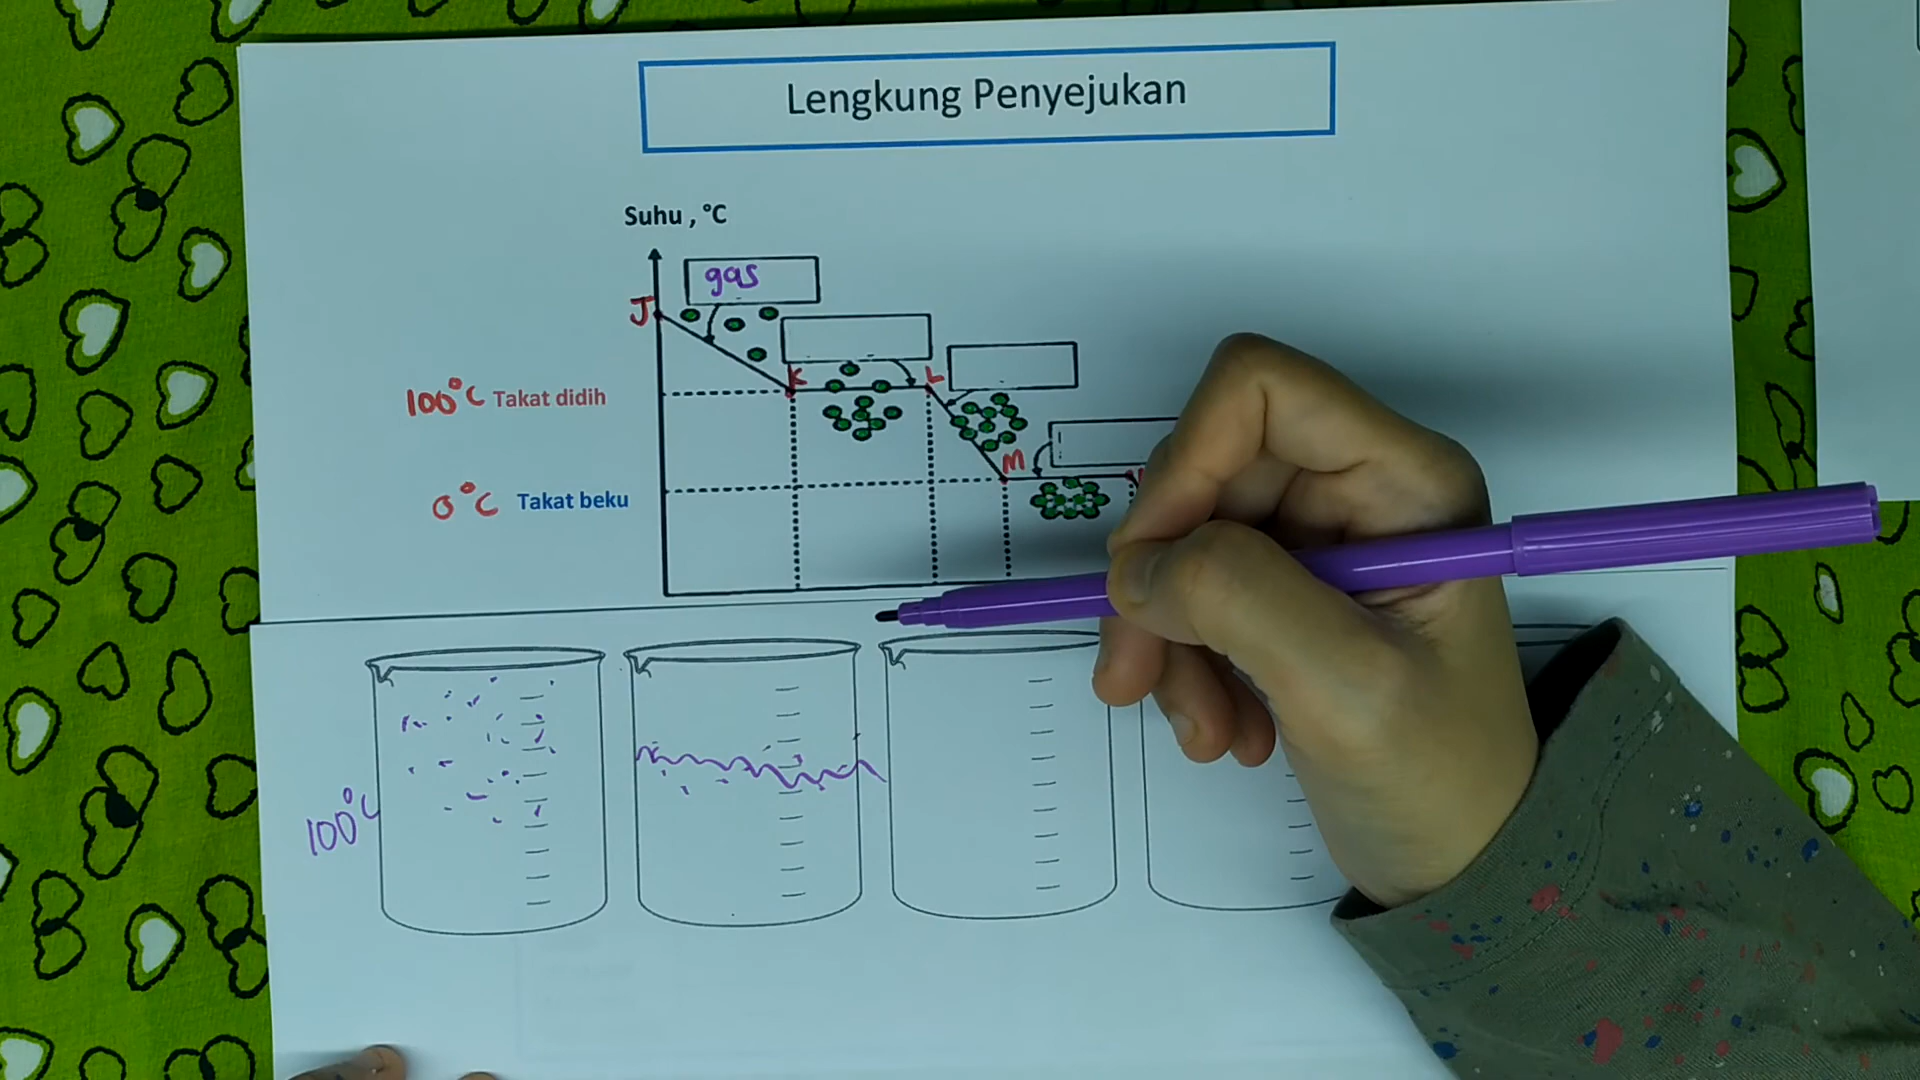 Lengkung Penyejukan
Suhu , °C
gas
J
K
L
100°C Takat didih
M
0°C Takat beku
100°C